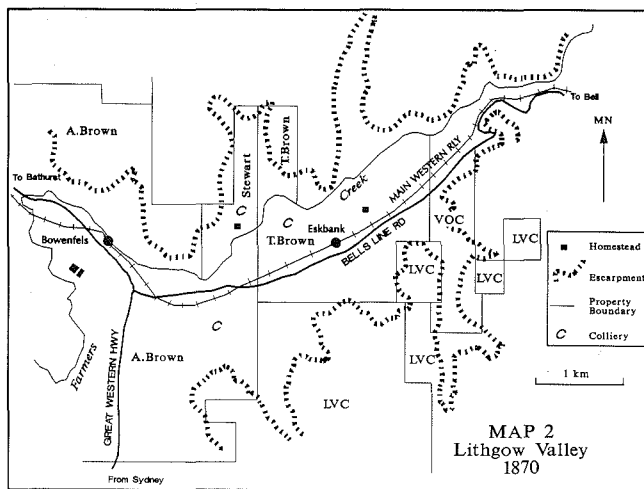 To Bell
MN
A.Brown
Stewart
T.Brown
To Bathurst
Creek
MAIN WESTERN RLY
C
C
Eskbank
Bowenfels
T.Brown
BELLS LINE RD
VOC
LVC
LVC
LVC
Homestead
Escarpment
Property
Boundary
C Colliery
C
A.Brown
Farmers
GREAT WESTERN HWY
LVC
LVC
1 km
MAP 2
Lithgow Valley
1870
From Sydney